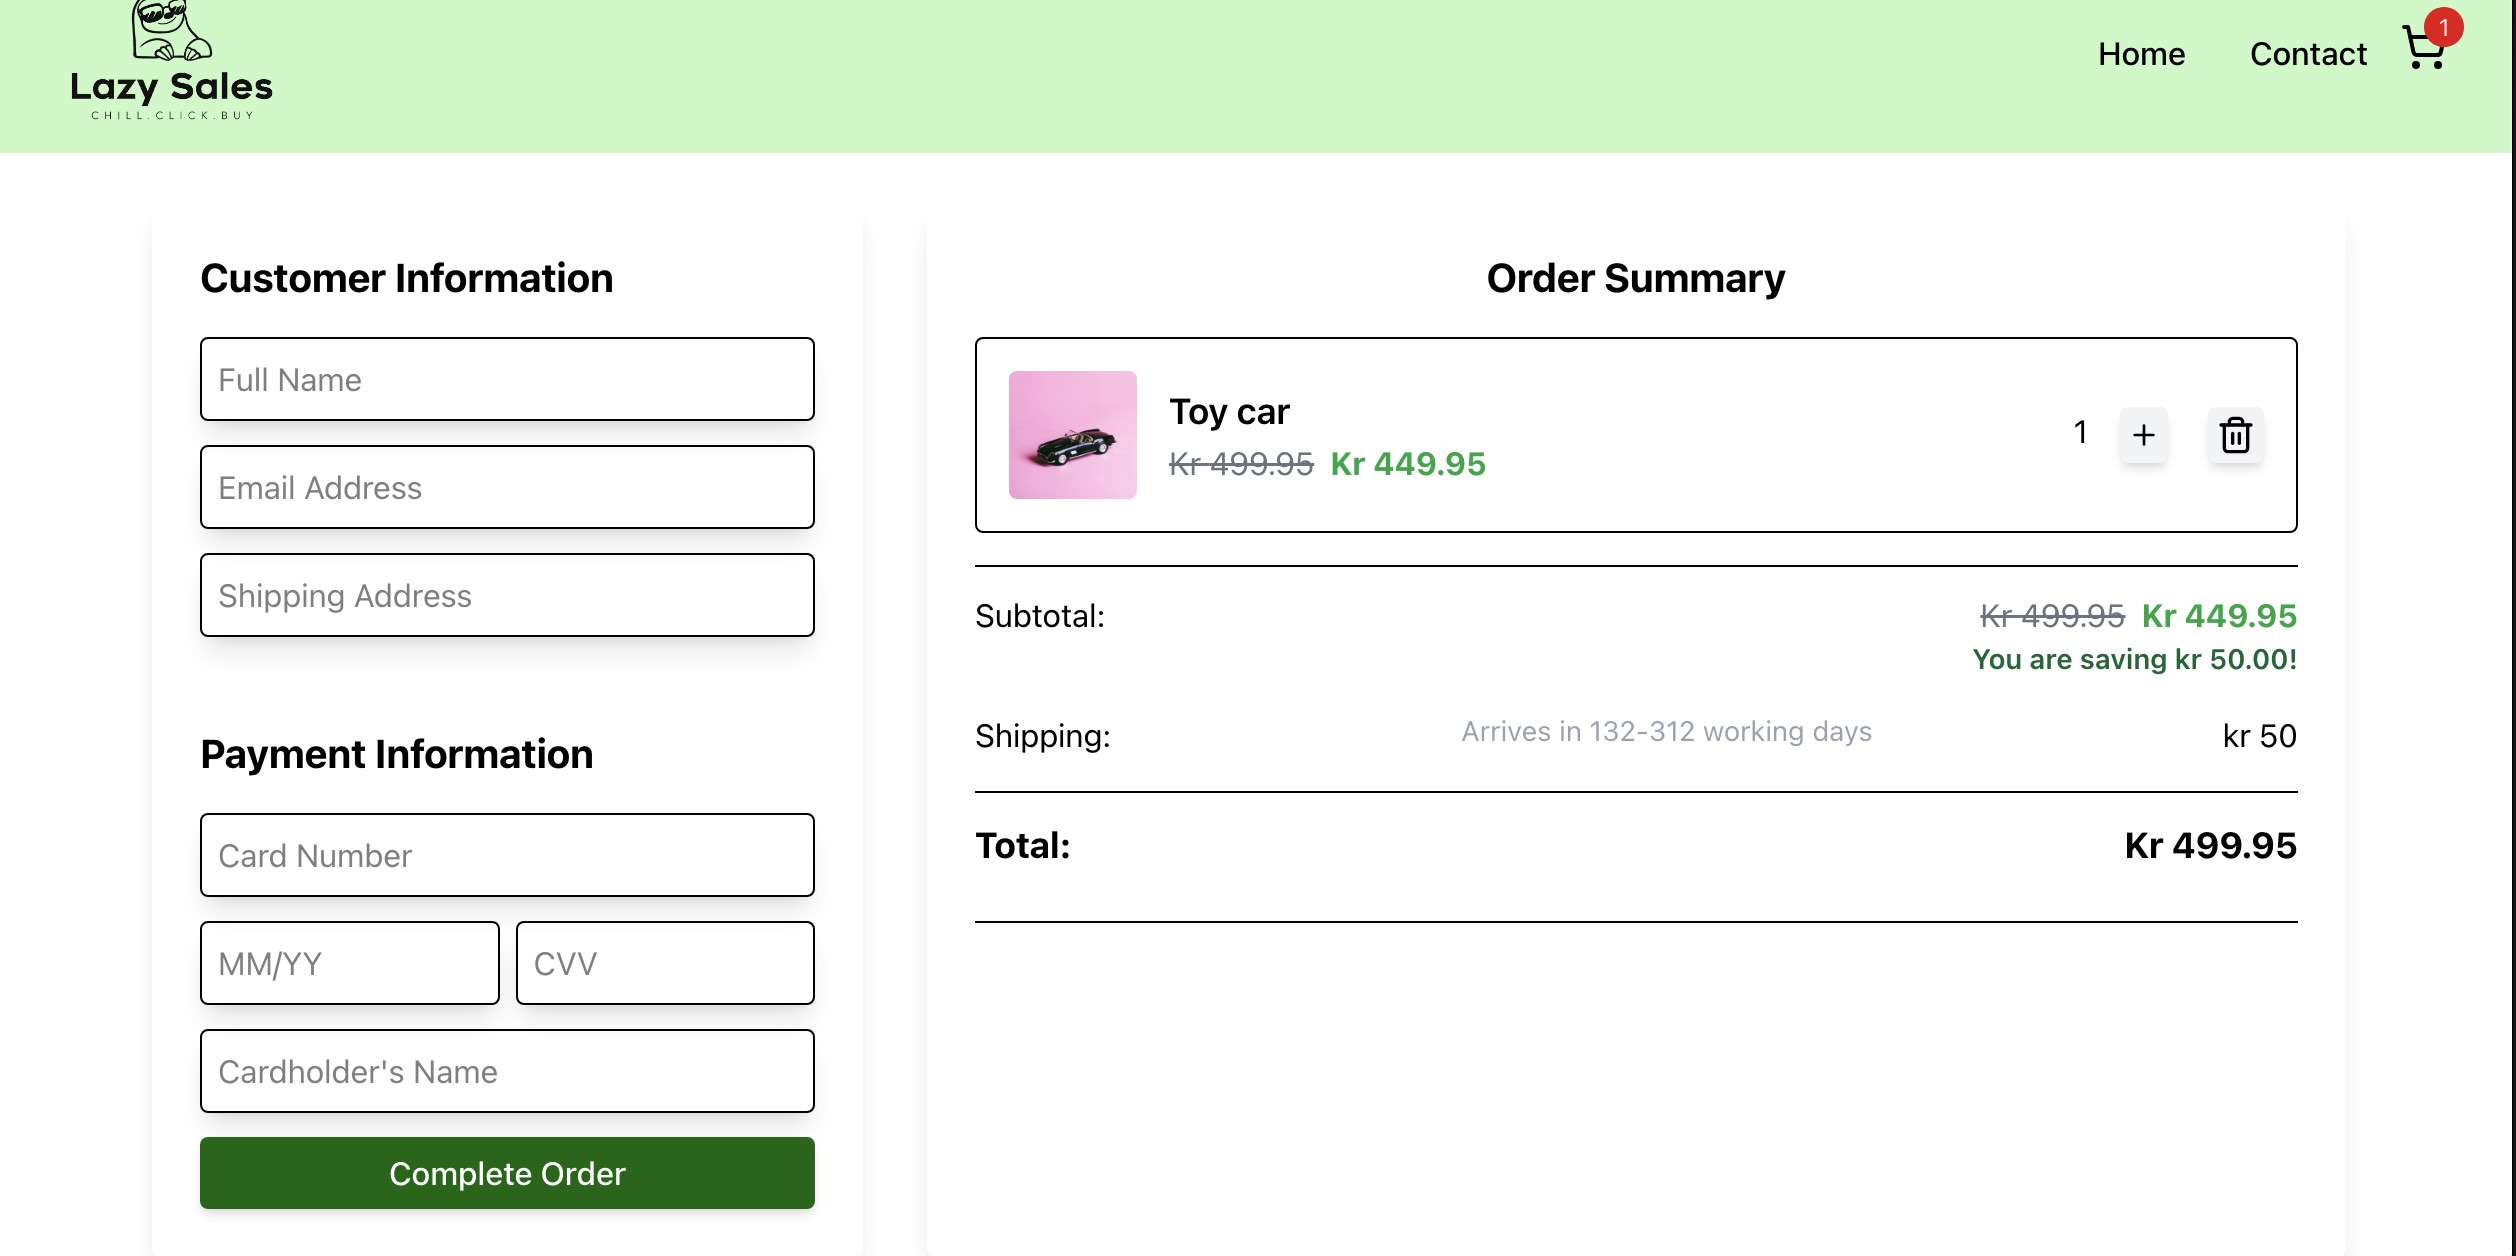 Lazy Sales
CHILL.CLICK.BUY
Home
Contact
1
Customer Information
Full Name
Email Address
Shipping Address
Payment Information
Card Number
MM/YY
CVV
Cardholder's Name
Complete Order
Order Summary
Toy car
Kr 499.95 Kr 449.95
1
+
Subtotal:
Kr 499.95 Kr 449.95
You are saving kr 50.00!
Shipping:
Arrives in 132-312 working days
kr 50
Total:
Kr 499.95